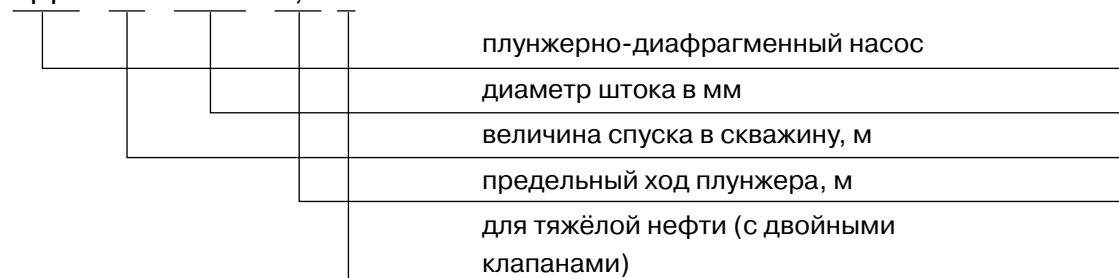 плунжерно-диафрагменный насос
диаметр штока в мм
величина спуска в скважину, м
предельный ход плунжера, м
для тяжёлой нефти (с двойными
клапанами)